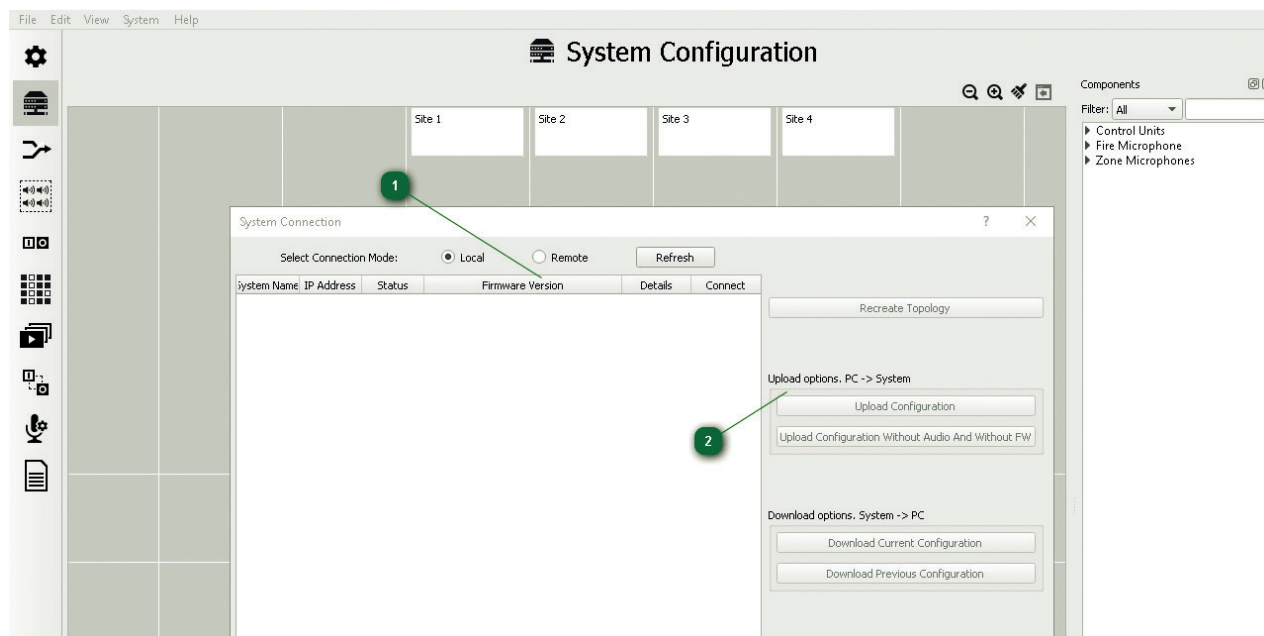 File Edit View System Help
System Configuration
Components
Filter: All
Control Units
Fire Microphone
Zone Microphones
Site 1 Site 2 Site 3 Site 4
1
System Connection ?
Select Connection Mode: Local Remote Refresh
System Name IP Address Status Firmware Version Details Connect
Recreate Topology
Upload options. PC -> System
Upload Configuration
2
Upload Configuration Without Audio And Without FW
Download options. System -> PC
Download Current Configuration
Download Previous Configuration